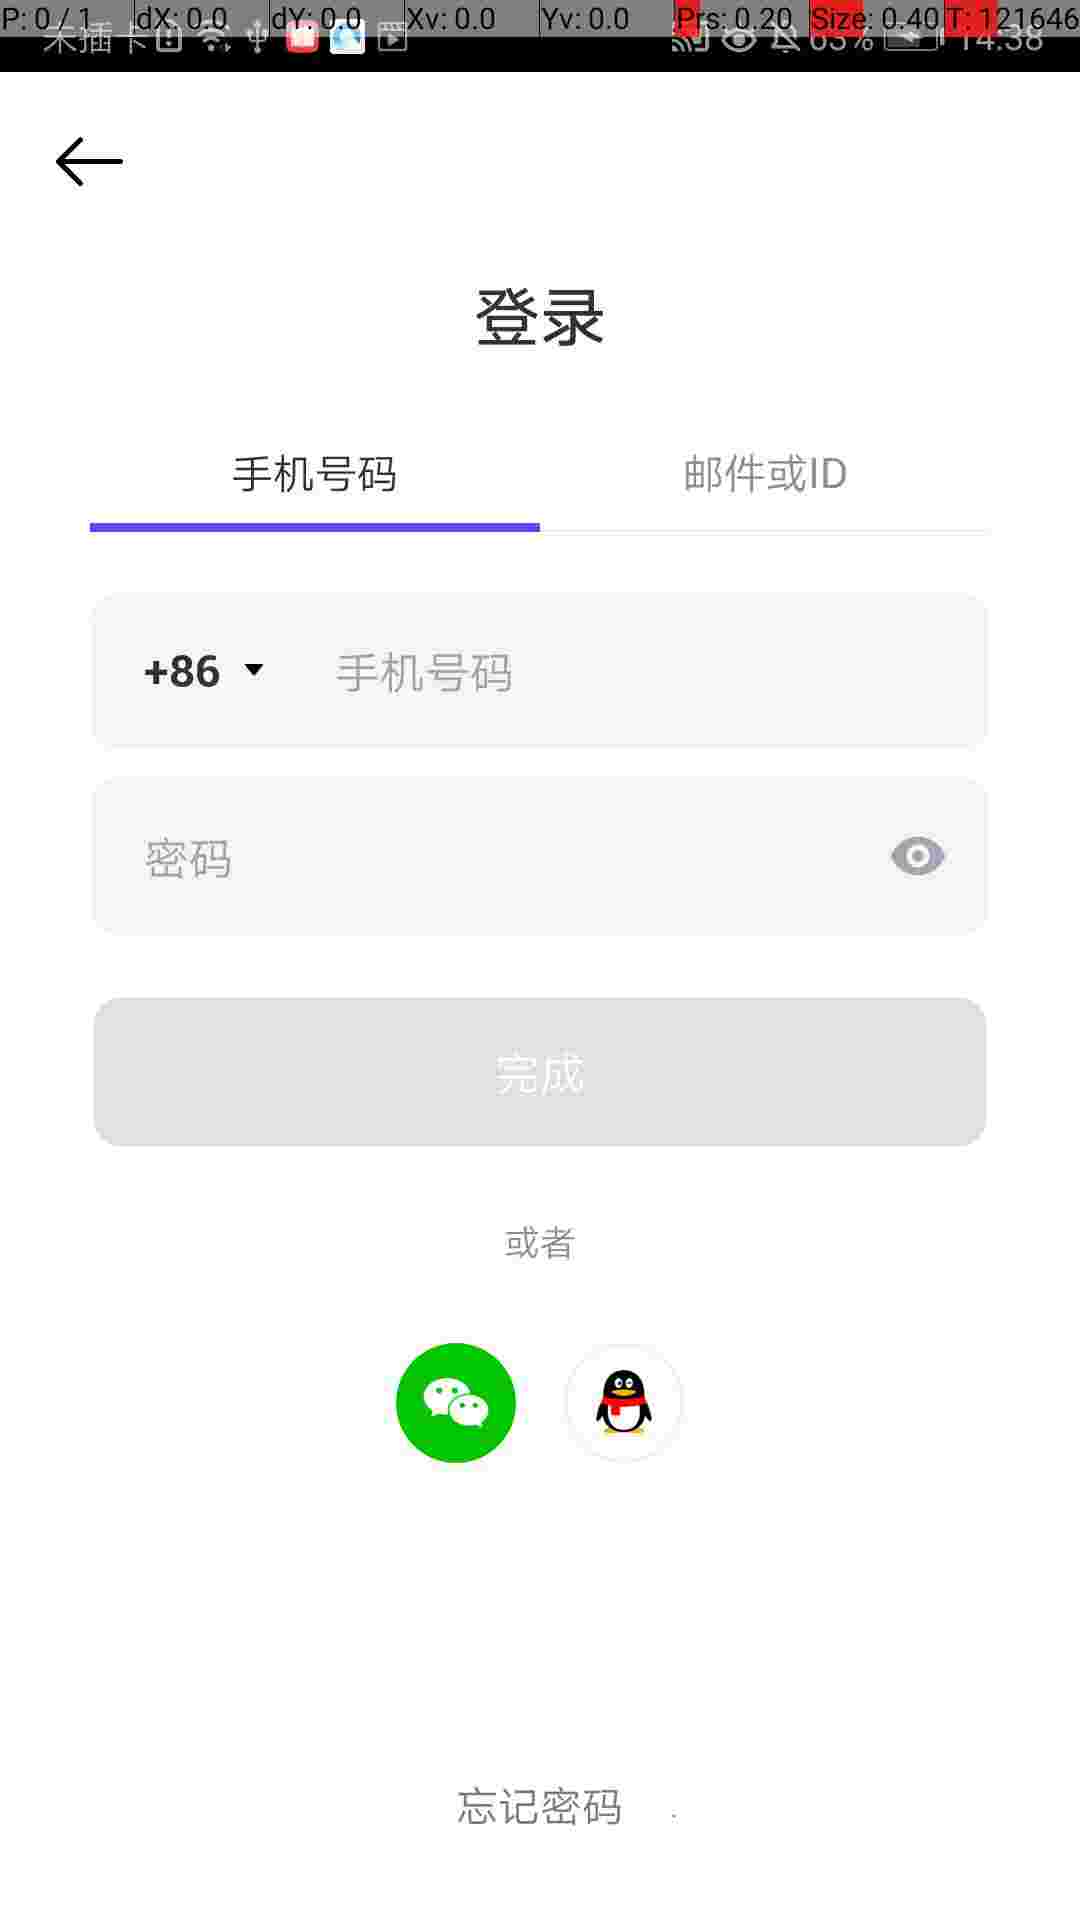 P: 0 / 1 dX: 0.0 dY: 0.0 Xv: 0.0 Yv: 0.0 Prs: 0.20 Size: 0.40 T: 121646
未插卡 63% 14:38
登录
手机号码 邮件或ID
+86 手机号码
密码
完成
或者
忘记密码